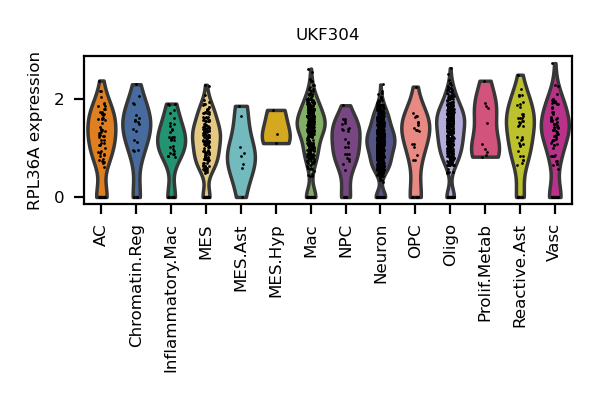 UKF304
RPL36A expression
2
0
AC
Chromatin.Reg
Inflammatory.Mac
MES
MES.Ast
MES.Hyp
Mac
NPC
Neuron
OPC
Oligo
Prolif.Metab
Reactive.Ast
Vasc